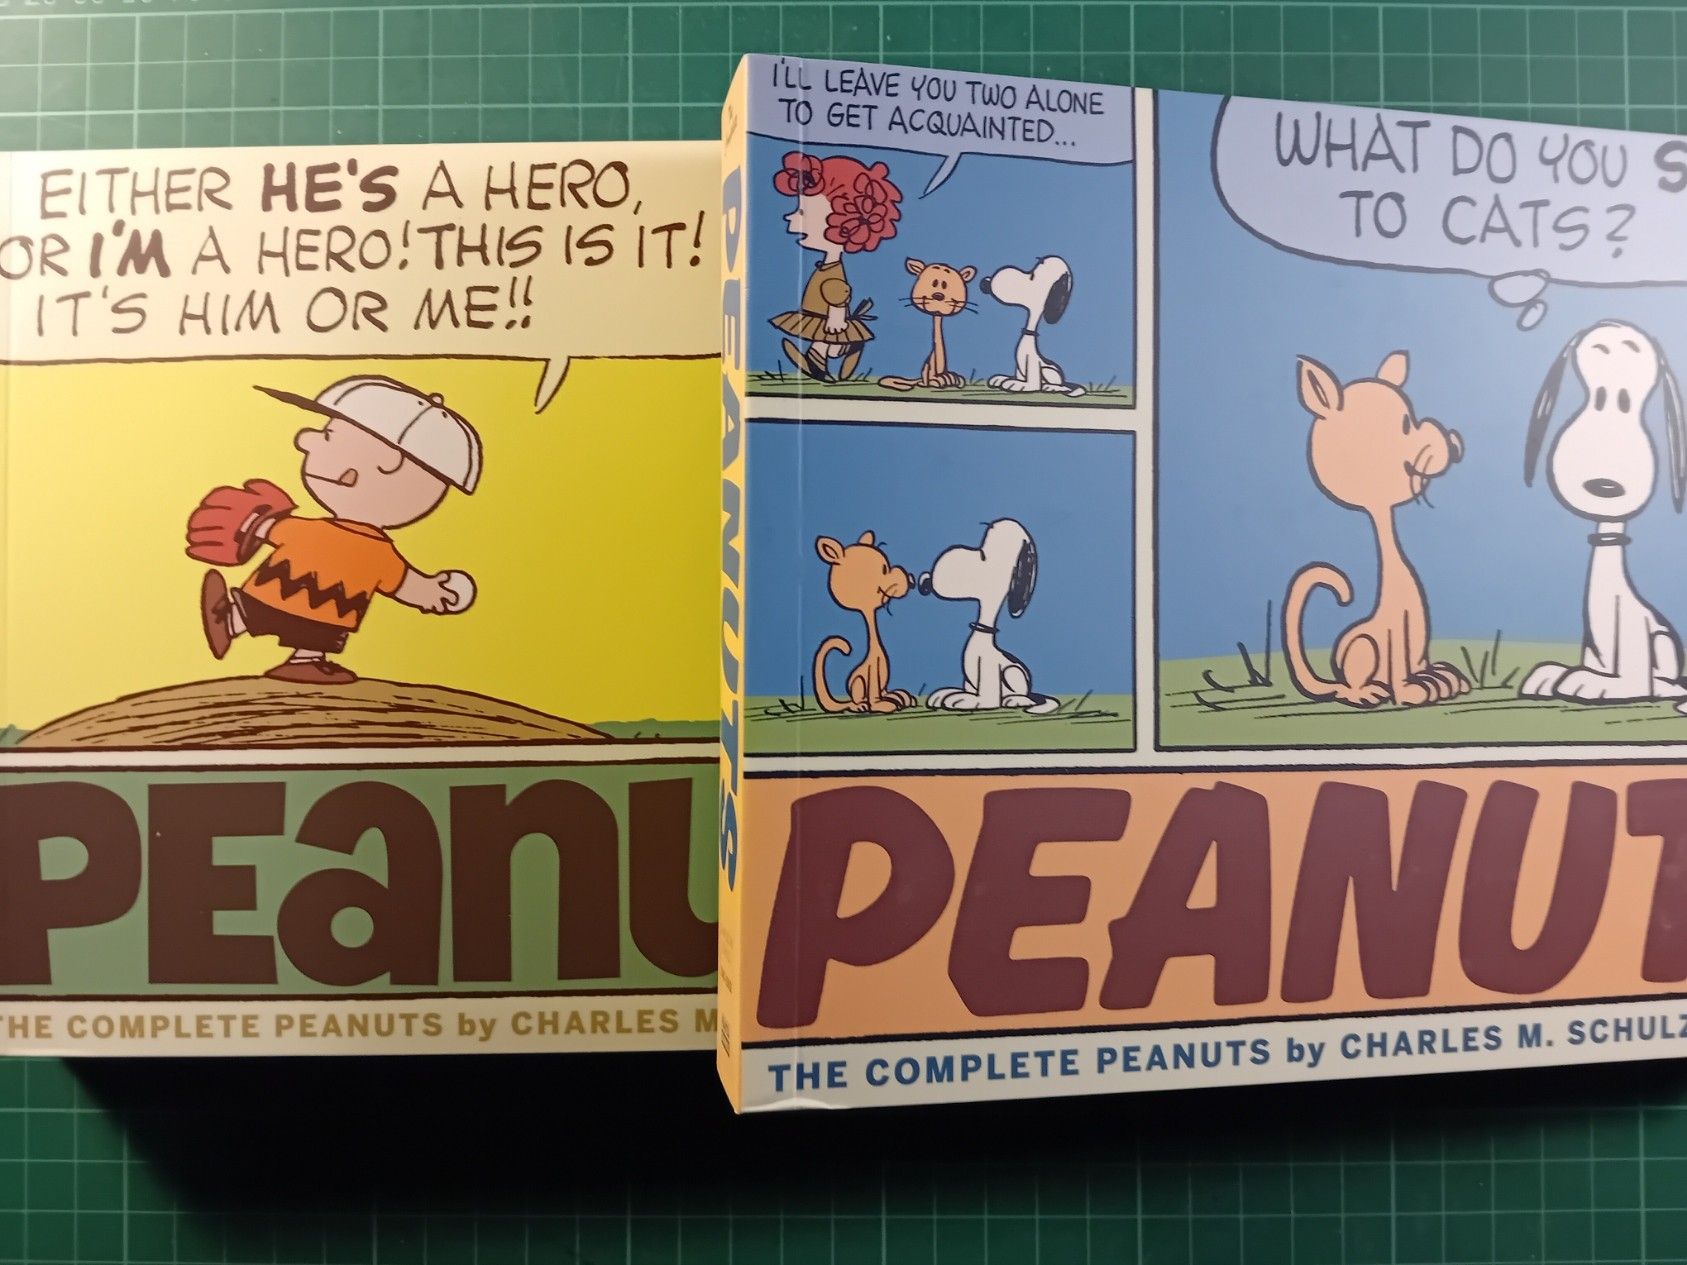 EITHER HE'S A HERO,
OR I'M A HERO! THIS IS IT!
IT'S HIM OR ME!!
PEanu
THE COMPLETE PEANUTS by CHARLES M
PEANUTS
I'LL LEAVE YOU TWO ALONE
TO GET ACQUAINTED...
WHAT DO YOU S
TO CATS?
PEANUT
THE COMPLETE PEANUTS by CHARLES M. SCHULZ